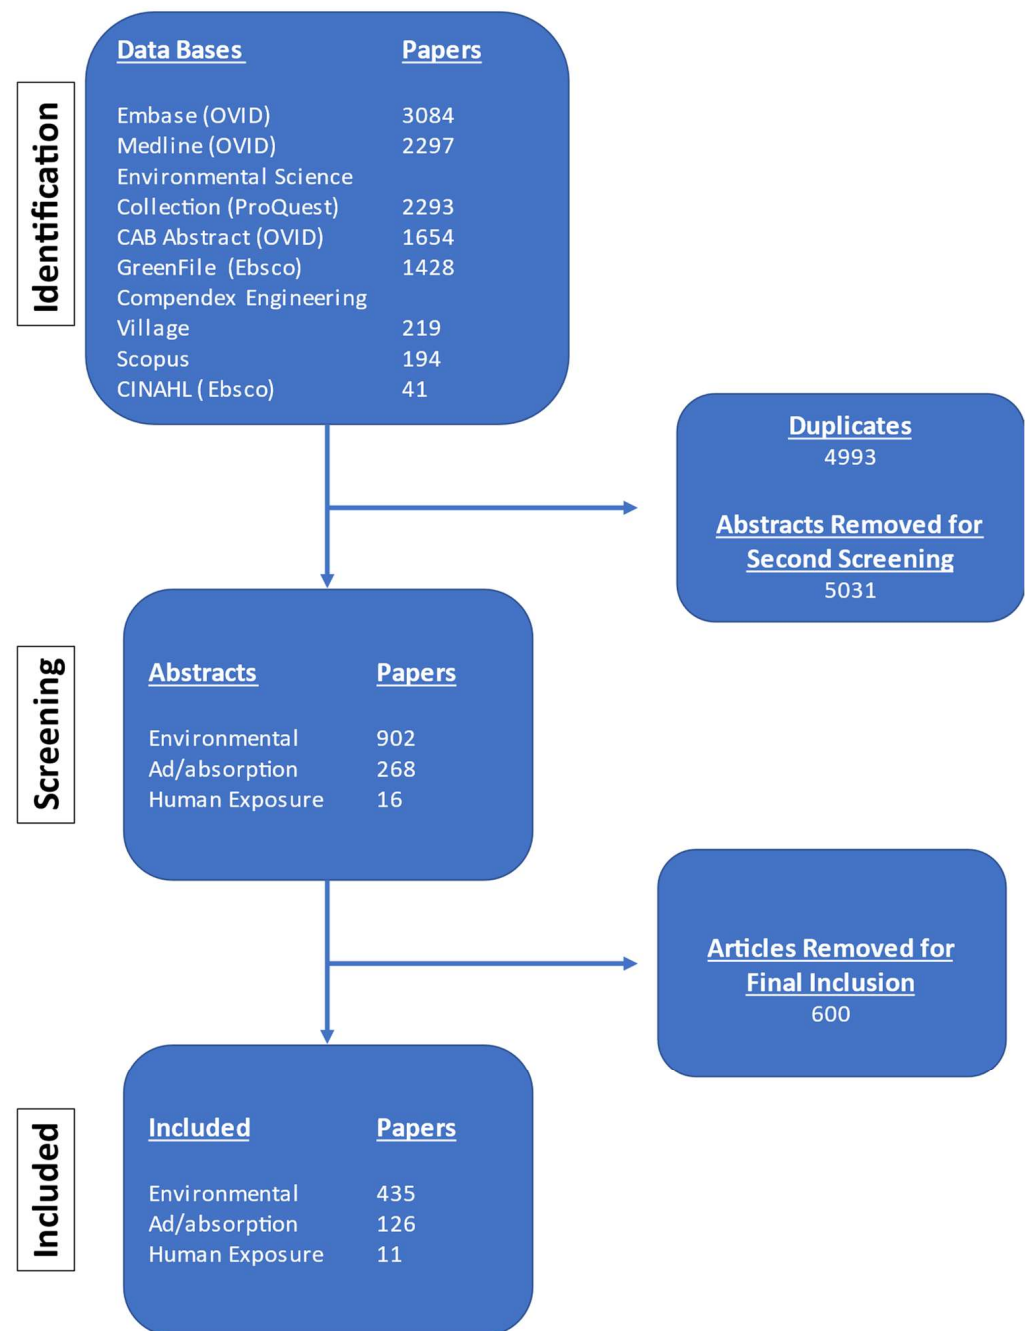 Identification
Data Bases Papers
Embase (OVID) 3084
Medline (OVID) 2297
Environmental Science
Collection (ProQuest) 2293
CAB Abstract (OVID) 1654
GreenFile (Ebsco) 1428
Compendex Engineering
Village 219
Scopus 194
CINAHL (Ebsco) 41
Duplicates
4993
Abstracts Removed for
Second Screening
5031
Screening
Abstracts Papers
Environmental 902
Ad/absorption 268
Human Exposure 16
Articles Removed for
Final Inclusion
600
Included
Included Papers
Environmental 435
Ad/absorption 126
Human Exposure 11